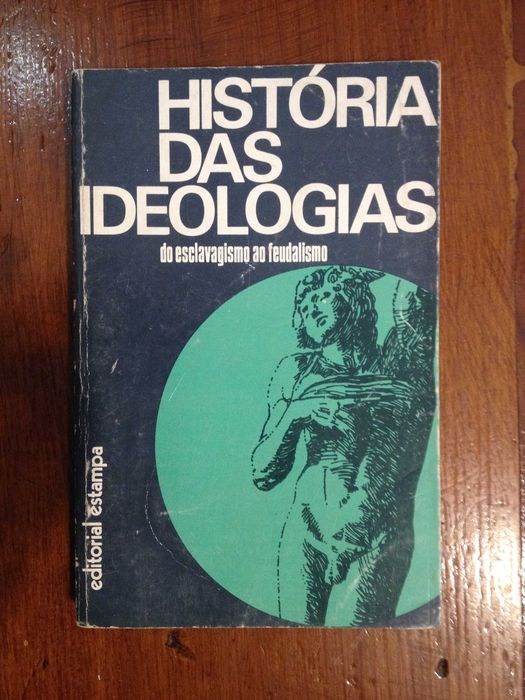 HISTÓRIA
DAS
IDEOLOGIAS
do esclavagismo ao feudalismo
editorial estampa